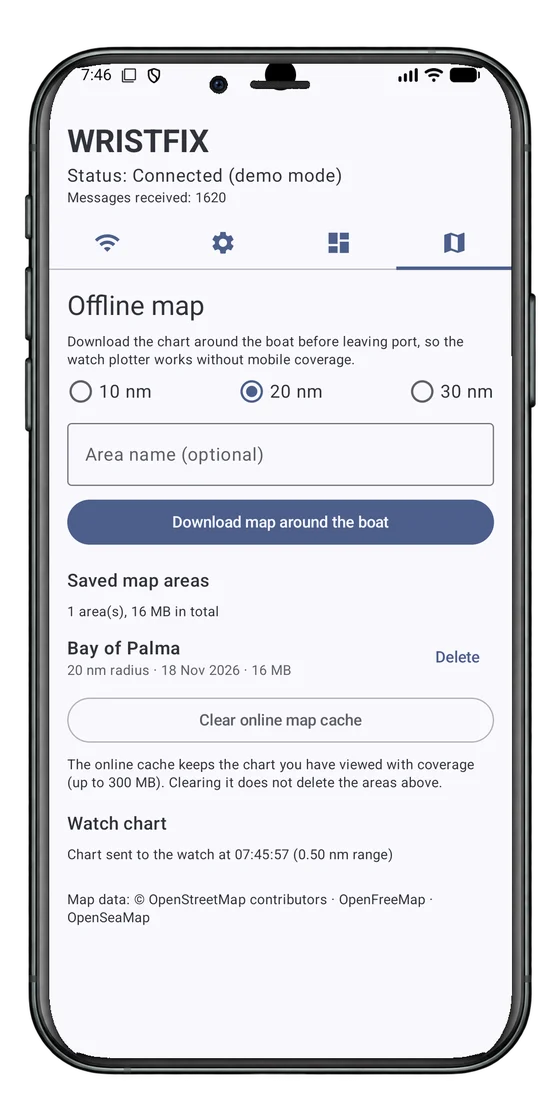 7:46
WRISTFIX
Status: Connected (demo mode)
Messages received: 1620
Offline map
Download the chart around the boat before leaving port, so the
watch plotter works without mobile coverage.
10 nm 20 nm 30 nm
Area name (optional)
Download map around the boat
Saved map areas
1 area(s), 16 MB in total
Bay of Palma
Delete
20 nm radius · 18 Nov 2026 · 16 MB
Clear online map cache
The online cache keeps the chart you have viewed with coverage
(up to 300 MB). Clearing it does not delete the areas above.
Watch chart
Chart sent to the watch at 07:45:57 (0.50 nm range)
Map data: © OpenStreetMap contributors · OpenFreeMap ·
OpenSeaMap